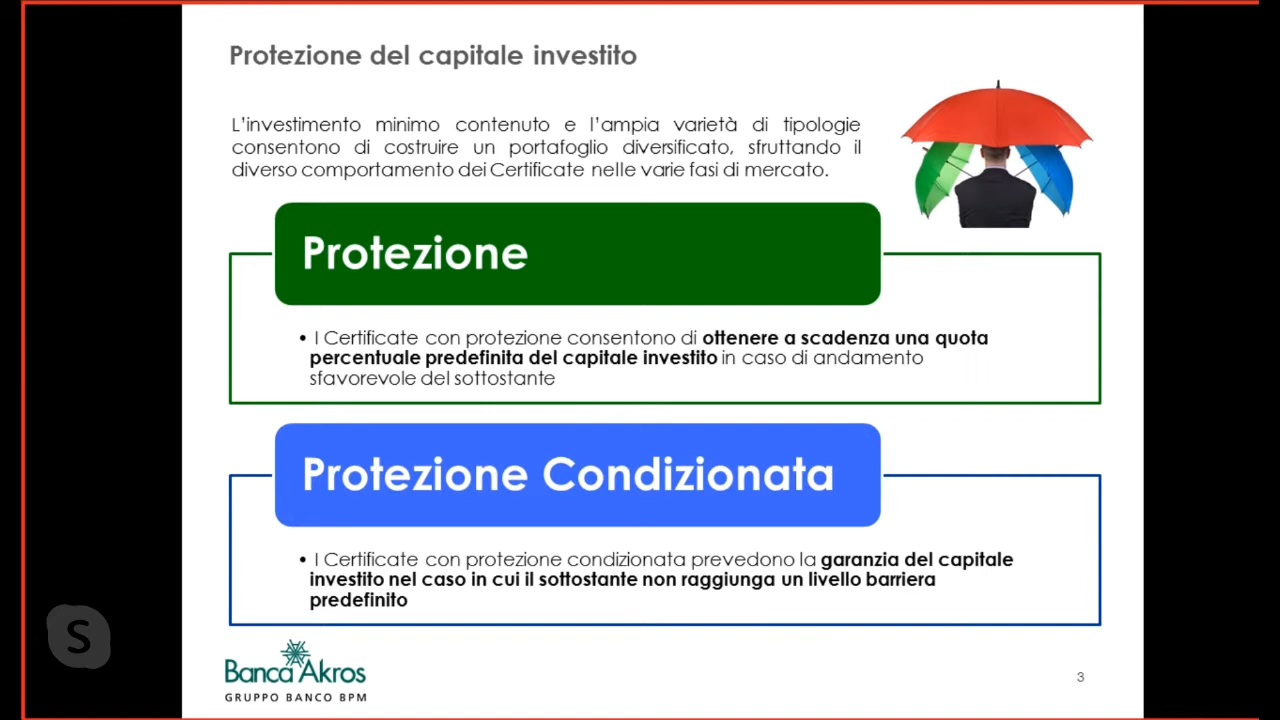 Protezione del capitale investito
L'investimento minimo contenuto e l'ampia varietà di tipologie
consentono di costruire un portafoglio diversificato, sfruttando il
diverso comportamento dei Certificate nelle varie fasi di mercato.
Protezione
• I Certificate con protezione consentono di ottenere a scadenza una quota
percentuale predefinita del capitale investito in caso di andamento
sfavorevole del sottostante
Protezione Condizionata
• I Certificate con protezione condizionata prevedono la garanzia del capitale
investito nel caso in cui il sottostante non raggiunga un livello barriera
predefinito
S
Banca Akros
GRUPPO BANCO BPM
3